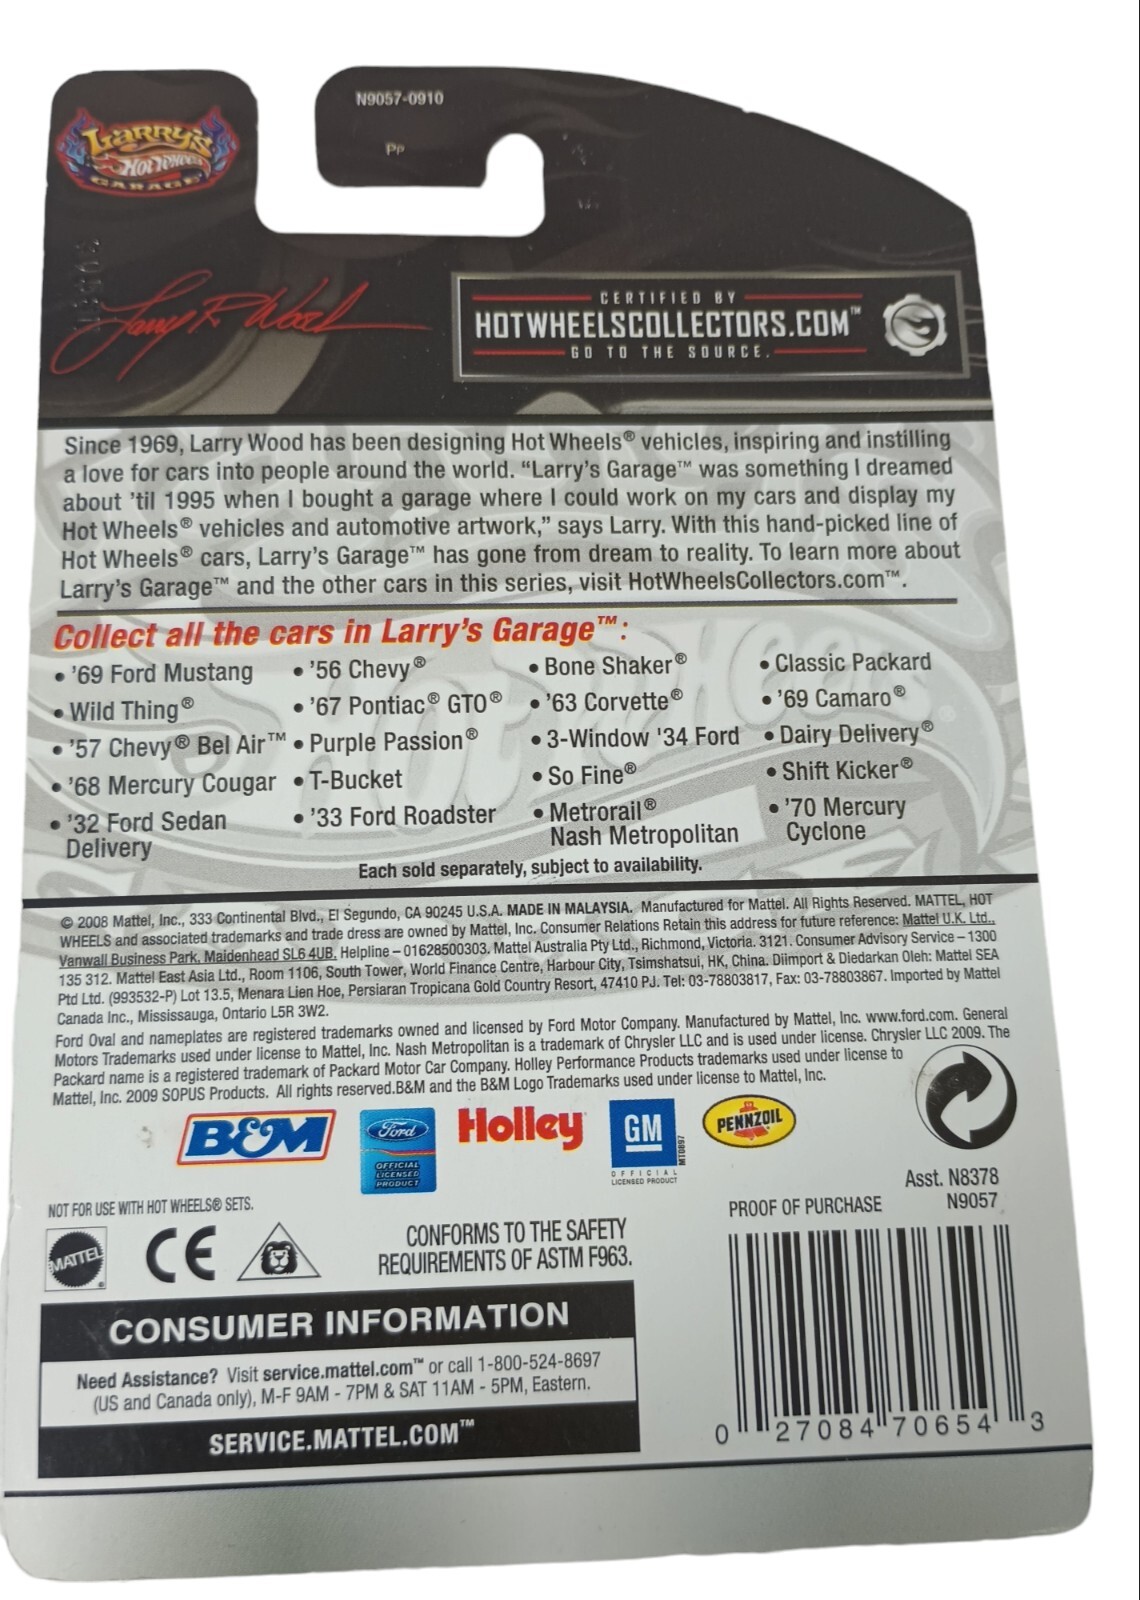 N9057-0910
Pp
Larry's
Hot Wheels
GARAGE
Larry R Wood
CERTIFIED BY
HOTWHEELSCOLLECTORS.COM™
GO TO THE SOURCE.
Since 1969, Larry Wood has been designing Hot Wheels® vehicles, inspiring and instilling
a love for cars into people around the world. “Larry's Garage™ was something I dreamed
about 'til 1995 when I bought a garage where I could work on my cars and display my
Hot Wheels® vehicles and automotive artwork,” says Larry. With this hand-picked line of
Hot Wheels® cars, Larry's Garage™ has gone from dream to reality. To learn more about
Larry's Garage™ and the other cars in this series, visit HotWheelsCollectors.com™.
Collect all the cars in Larry's Garage™:
• '69 Ford Mustang
• Wild Thing®
• '57 Chevy® Bel Air™
• '68 Mercury Cougar
• '32 Ford Sedan
Delivery
• '56 Chevy®
• '67 Pontiac® GTO®
• Purple Passion®
• T-Bucket
• '33 Ford Roadster
• Bone Shaker®
• '63 Corvette®
• 3-Window '34 Ford
• So Fine®
• Metrorail®
Nash Metropolitan
• Classic Packard
• '69 Camaro®
• Dairy Delivery®
• Shift Kicker®
• '70 Mercury
Cyclone
Each sold separately, subject to availability.
© 2008 Mattel, Inc., 333 Continental Blvd., El Segundo, CA 90245 U.S.A. MADE IN MALAYSIA. Manufactured for Mattel. All Rights Reserved. MATTEL, HOT
WHEELS and associated trademarks and trade dress are owned by Mattel, Inc. Consumer Relations Retain this address for future reference: Mattel U.K. Ltd.,
Vanwall Business Park, Maidenhead SL6 4UB. Helpline – 01628500303. Mattel Australia Pty Ltd., Richmond, Victoria. 3121. Consumer Advisory Service – 1300
135 312. Mattel East Asia Ltd., Room 1106, South Tower, World Finance Centre, Harbour City, Tsimshatsui, HK, China. Diimport & Diedarkan Oleh: Mattel SEA
Ptd Ltd. (993532-P) Lot 13.5, Menara Lien Hoe, Persiaran Tropicana Gold Country Resort, 47410 PJ. Tel: 03-78803817, Fax: 03-78803867. Imported by Mattel
Canada Inc., Mississauga, Ontario L5R 3W2.
Ford Oval and nameplates are registered trademarks owned and licensed by Ford Motor Company. Manufactured by Mattel, Inc. www.ford.com. General
Motors Trademarks used under license to Mattel, Inc. Nash Metropolitan is a trademark of Chrysler LLC and is used under license. Chrysler LLC 2009. The
Packard name is a registered trademark of Packard Motor Car Company. Holley Performance Products trademarks used under license to
Mattel, Inc. 2009 SOPUS Products. All rights reserved.B&M and the B&M Logo Trademarks used under license to Mattel, Inc.
B&M
Ford
OFFICIAL
LICENSED
PRODUCT
Holley
GM
OFFICIAL
LICENSED PRODUCT
MT0897
PENNZOIL
Asst. N8378
N9057
NOT FOR USE WITH HOT WHEELS® SETS.
PROOF OF PURCHASE
MATTEL
CE
CONFORMS TO THE SAFETY
REQUIREMENTS OF ASTM F963.
CONSUMER INFORMATION
Need Assistance? Visit service.mattel.com™ or call 1-800-524-8697
(US and Canada only), M-F 9AM - 7PM & SAT 11AM - 5PM, Eastern.
SERVICE.MATTEL.COM™
0 27084 70654 3